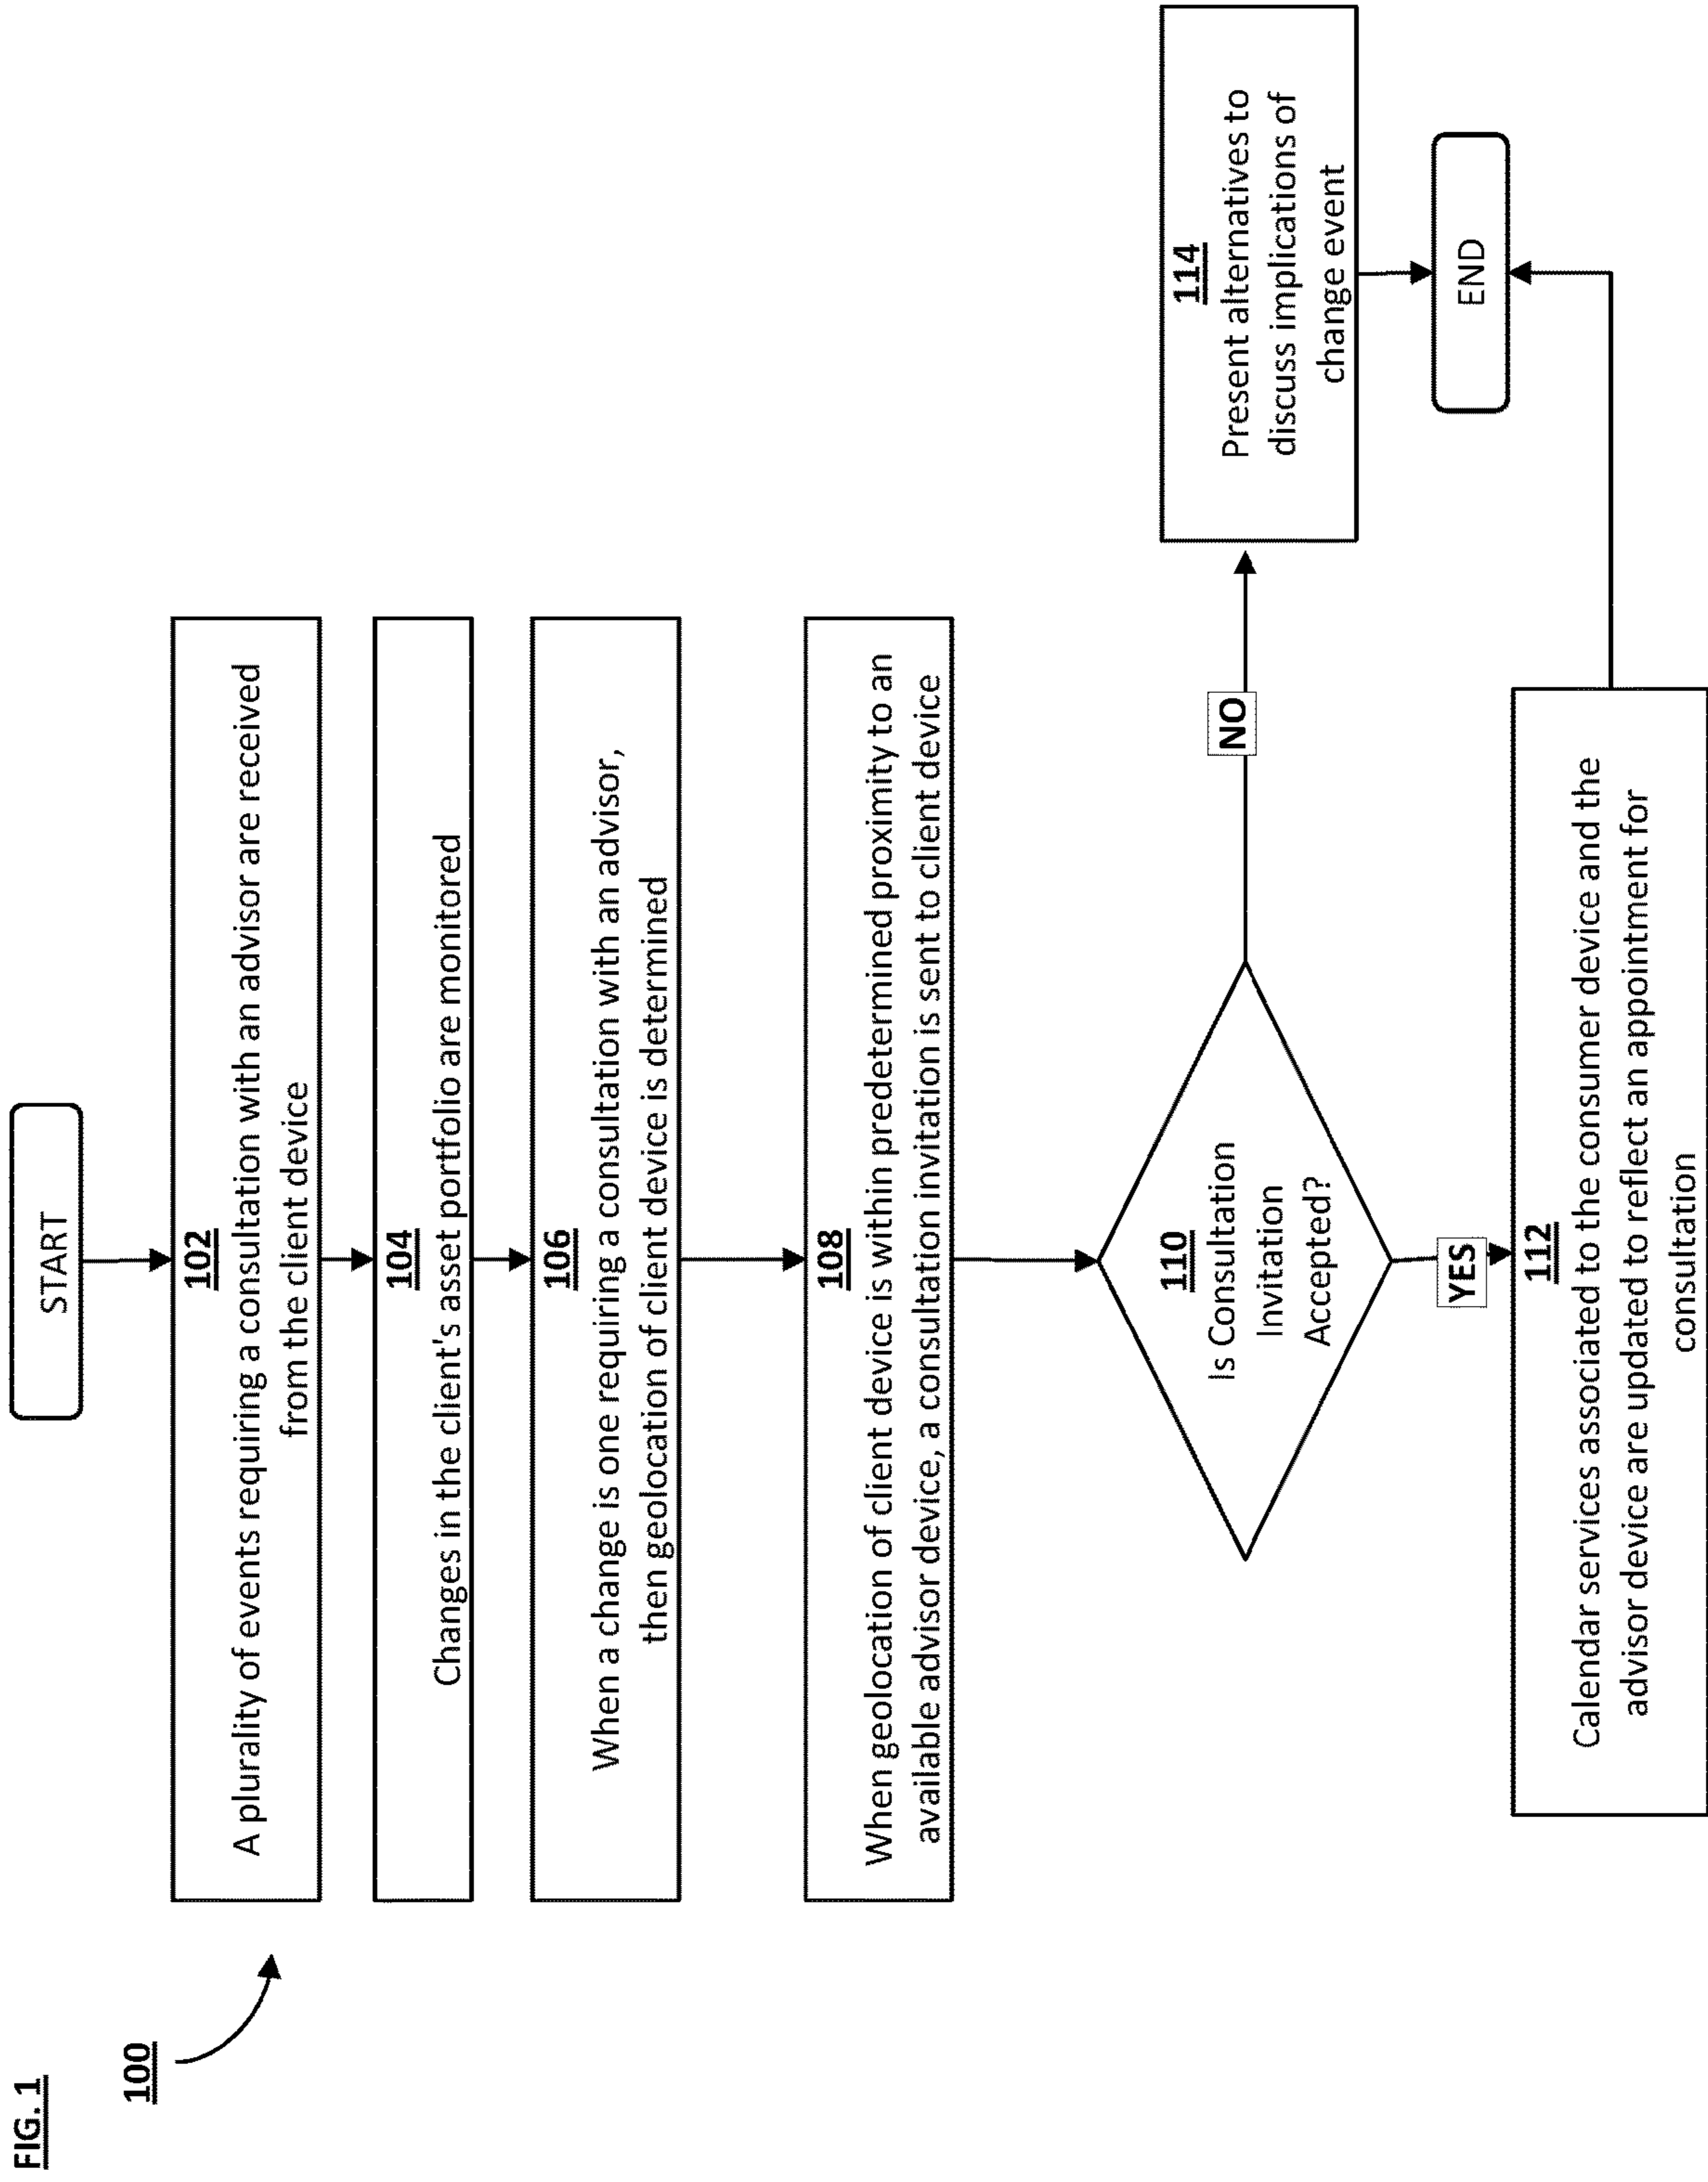 FIG. 1
100
START
102
A plurality of events requiring a consultation with an advisor are received
from the client device
104
Changes in the client's asset portfolio are monitored
106
When a change is one requiring a consultation with an advisor,
then geolocation of client device is determined
108
When geolocation of client device is within predetermined proximity to an
available advisor device, a consultation invitation is sent to client device
110
Is Consultation
Invitation
Accepted?
NO
114
Present alternatives to
discuss implications of
change event
YES
112
Calendar services associated to the consumer device and the
advisor device are updated to reflect an appointment for
consultation
END